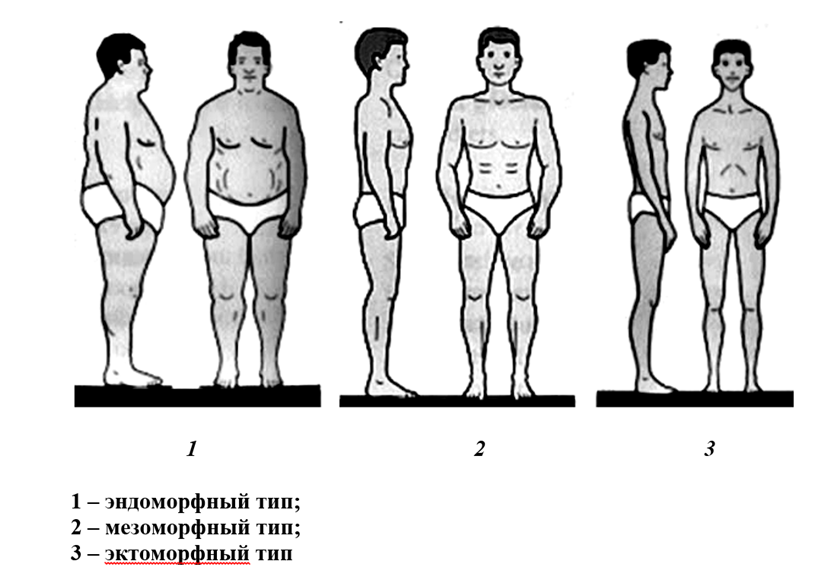 1 2 3
1 – эндоморфный тип;
2 – мезоморфный тип;
3 – эктоморфный тип